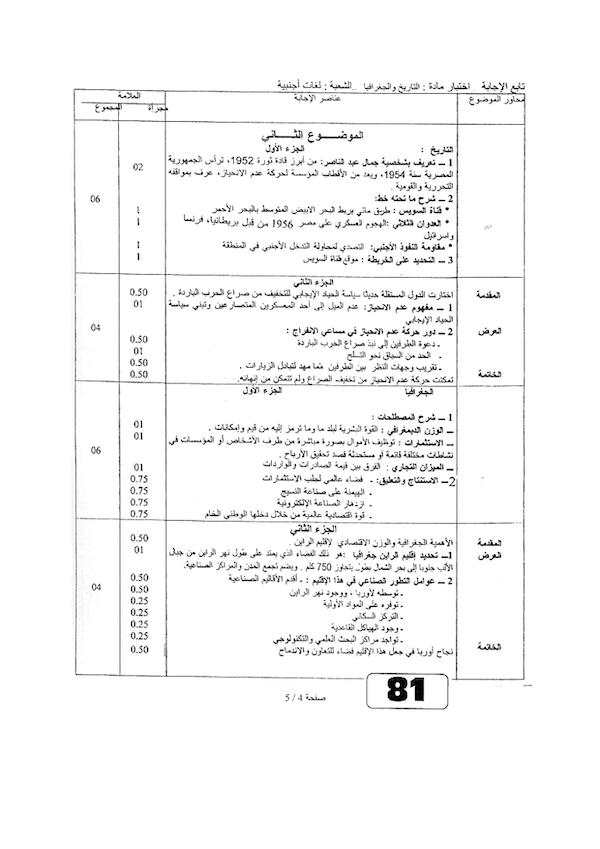 تابع الإجابة اختبار مادة : التاريخ والجغرافيا .. الشعبة : لغات أجنبية
محاور الموضوع عناصر الإجابة العلامة
مجزأة المجموع
الموضوع الثاني
التاريخ : الجزء الأول
1 – تعريف بشخصية جمال عبد الناصر: من أبرز قادة ثورة 1952، ترأس الجمهورية
المصرية سنة 1954، ويعد من الأقطاب المؤسسة لحركة عدم الانحياز، عرف بمواقفه 02
التحررية والقومية .
2 – شرح ما تحته خط: 06
* قناة السويس : طريق مائي يربط البحر الابيض المتوسط بالبحر الأحمر 1
* العدوان الثلاثي :الهجوم العسكري على مصر 1956 من قبل بريطانيا، فرنسا 1
واسرائيل
* مقاومة النفوذ الأجنبي: التصدي لمحاولة التدخل الأجنبي في المنطقة 1
3 – التحديد على الخريطة : موقع قناة السويس 1
الجزء الثاني
المقدمة اختارت الدول المستقلة حديثا سياسة الحياد الإيجابي للتخفيف من صراع الحرب الباردة . 0.50
1 – مفهوم عدم الانحياز: عدم الميل إلى أحد المعسكرين المتصارعين وتبني سياسة 01
الحياد الإيجابي
العرض 2 – دور حركة عدم الانحياز في مساعي الانفراج : 04
- دعوة الطرفين إلى نبذ صراع الحرب الباردة 0.50
- الحد من السباق نحو التسلح 01
- تقريب وجهات النظر بين الطرفين مما مهد لتبادل الزيارات . 0.50
الخاتمة تمكنت حركة عدم الانحياز من تخفيف الصراع ولم تتمكن من إنهائه. 0.50
الجغرافيا الجزء الأول
1 – شرح المصطلحات :
– الوزن الديمغرافي : القوة البشرية لبلد ما وما ترمز إليه من قيم وإمكانات . 01
– الاستثمارات : توظيف الأموال بصورة مباشرة من طرف الأشخاص أو المؤسسات في 01
نشاطات مختلفة قائمة أو مستحدثة قصد تحقيق الأرباح . 06
– الميزان التجاري : الفرق بين قيمة الصادرات والواردات 01
2– الاستنتاج والتعليق: - فضاء عالمي لجلب الاستثمارات 0.75
- الهيمنة على صناعة النسيج 0.75
- ازدهار الصناعة الإلكترونية 0.75
- قوة اقتصادية عالمية من خلال دخلها الوطني الخام 0.75
الجزء الثاني
المقدمة الأهمية الجغرافية والوزن الاقتصادي لإقليم الراين . 0.50
العرض 1– تحديد إقليم الراين جغرافيا :هو ذلك الفضاء الذي يمتد على طول نهر الراين من جبال 01
الألب جنوبا إلى بحر الشمال بطول يتجاوز 750 كلم . ويضم تجمع المدن والمراكز الصناعية.
2 – عوامل التطور الصناعي في هذا الإقليم : - أقدم الأقاليم الصناعية 0.50
- توسطه لأوربا ، ووجود نهر الراين 0.50 04
- توفره على المواد الأولية 0.25
- التركز السكاني 0.25
- وجود الهياكل القاعدية 0.25
- تواجد مراكز البحث العلمي والتكنولوجي 0.25
الخاتمة نجاح أوربا في جعل هذا الإقليم فضاء للتعاون والاندماج 0.50
81
صفحة 4 / 5